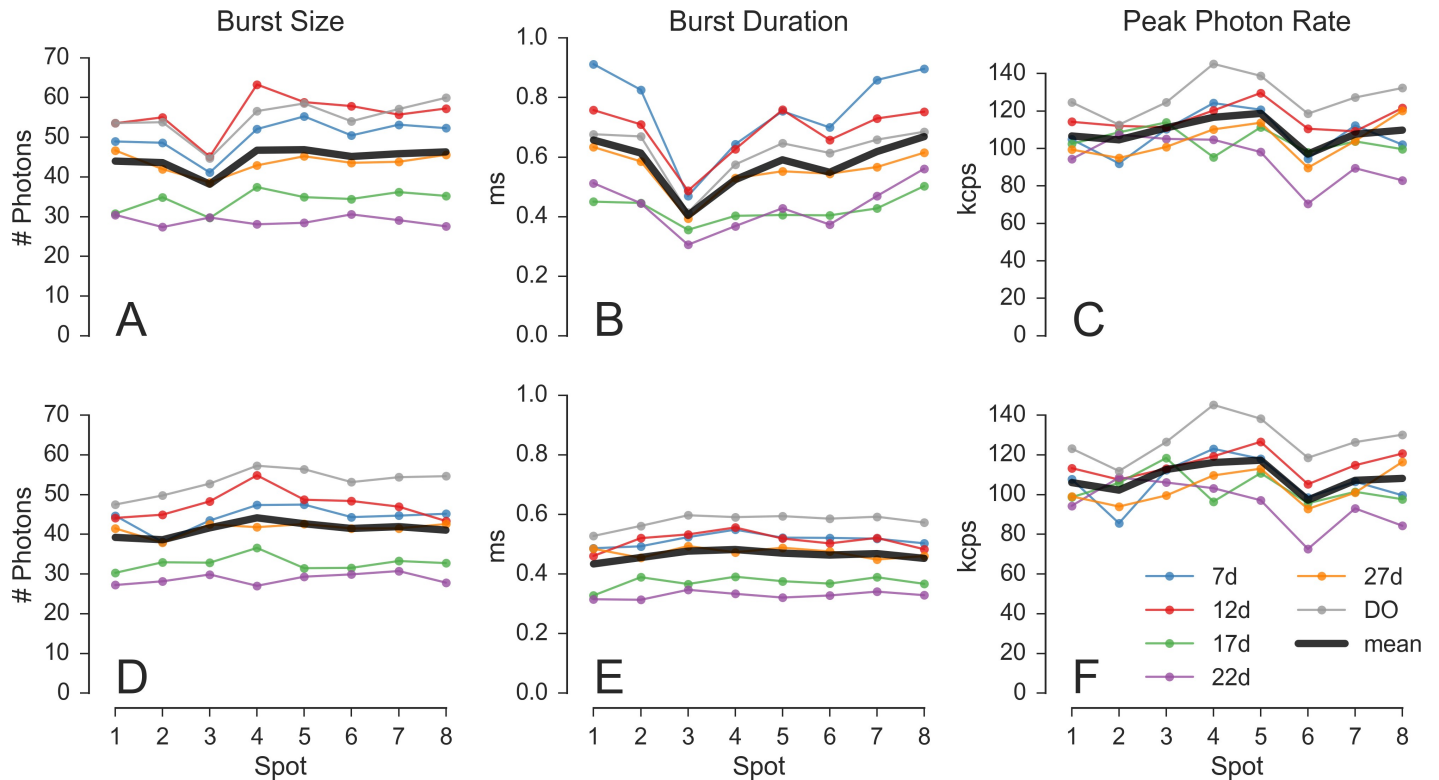 Burst Size
Burst Duration
Peak Photon Rate
# Photons
70
60
50
40
30
20
10
0
A
ms
1.0
0.8
0.6
0.4
0.2
0.0
B
kcps
140
120
100
80
60
40
20
0
C
# Photons
70
60
50
40
30
20
10
0
D
1 2 3 4 5 6 7 8
Spot
ms
1.0
0.8
0.6
0.4
0.2
0.0
E
1 2 3 4 5 6 7 8
Spot
kcps
140
120
100
80
60
40
20
0
7d
12d
17d
22d
27d
DO
mean
F
1 2 3 4 5 6 7 8
Spot